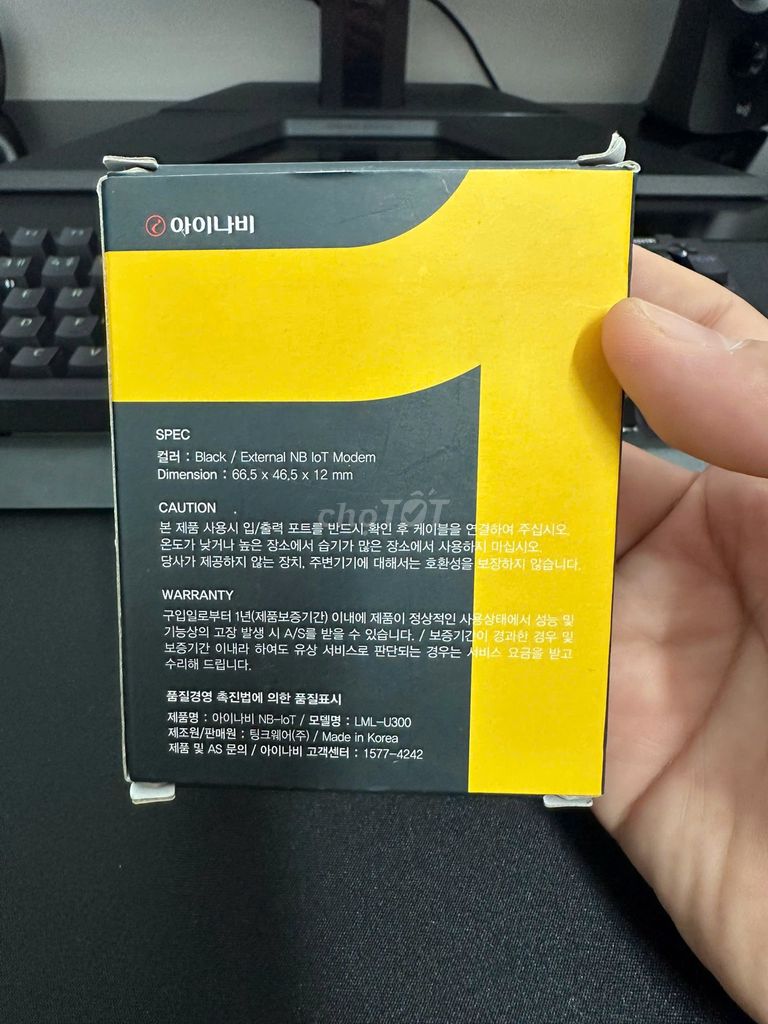 아이나비
SPEC
컬러 : Black / External NB IoT Modem
Dimension : 66.5 x 46.5 x 12 mm
CAUTION
본 제품 사용시 입/출력 포트를 반드시 확인 후 케이블을 연결하여 주십시오.
온도가 낮거나 높은 장소에서 습기가 많은 장소에서 사용하지 마십시오.
당사가 제공하지 않는 장치, 주변기기에 대해서는 호환성을 보장하지 않습니다.
choTỐT
WARRANTY
구입일로부터 1년(제품보증기간) 이내에 제품이 정상적인 사용상태에서 성능 및
기능상의 고장 발생 시 A/S를 받을 수 있습니다. / 보증기간이 경과한 경우 및
보증기간 이내라 하여도 유상 서비스로 판단되는 경우는 서비스 요금을 받고
수리해 드립니다.
품질경영 촉진법에 의한 품질표시
제품명 : 아이나비 NB-IoT / 모델명 : LML-U300
제조원/판매원 : 팅크웨어(주) / Made in Korea
제품 및 AS 문의 / 아이나비 고객센터 : 1577-4242